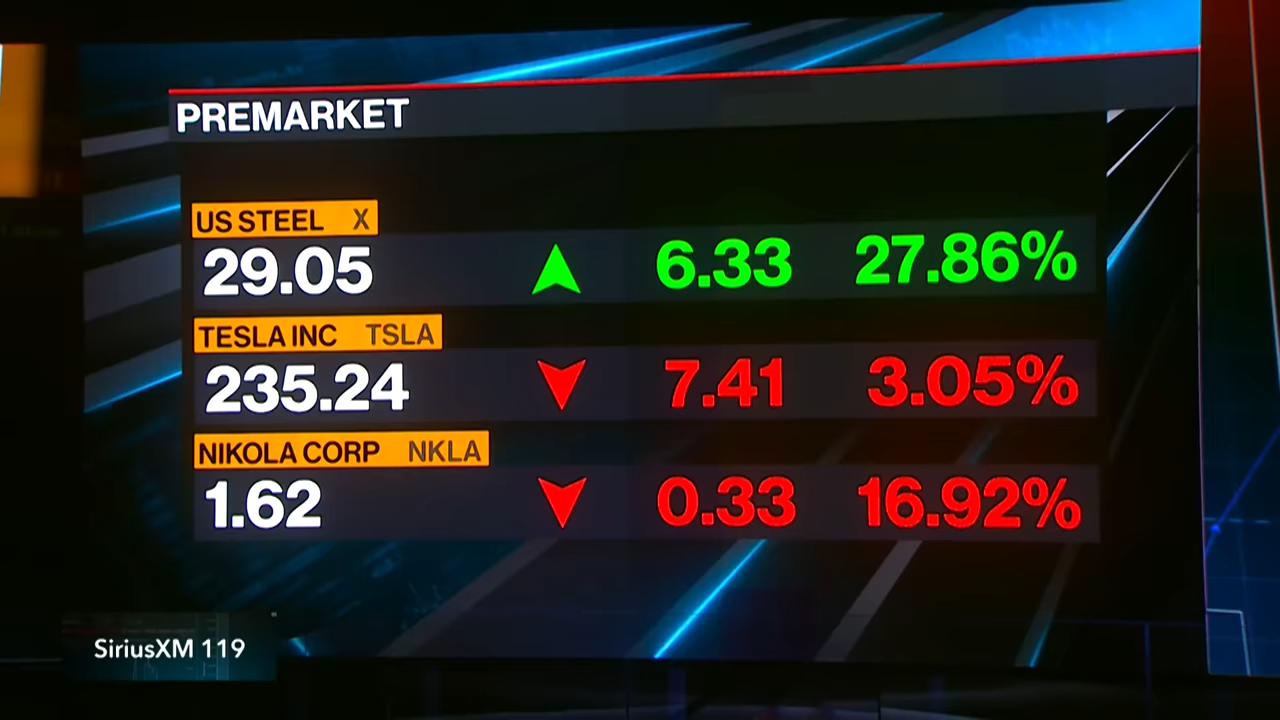 PREMARKET
US STEEL X
29.05 6.33 27.86%
TESLA INC TSLA
235.24 7.41 3.05%
NIKOLA CORP NKLA
1.62 0.33 16.92%
SiriusXM 119